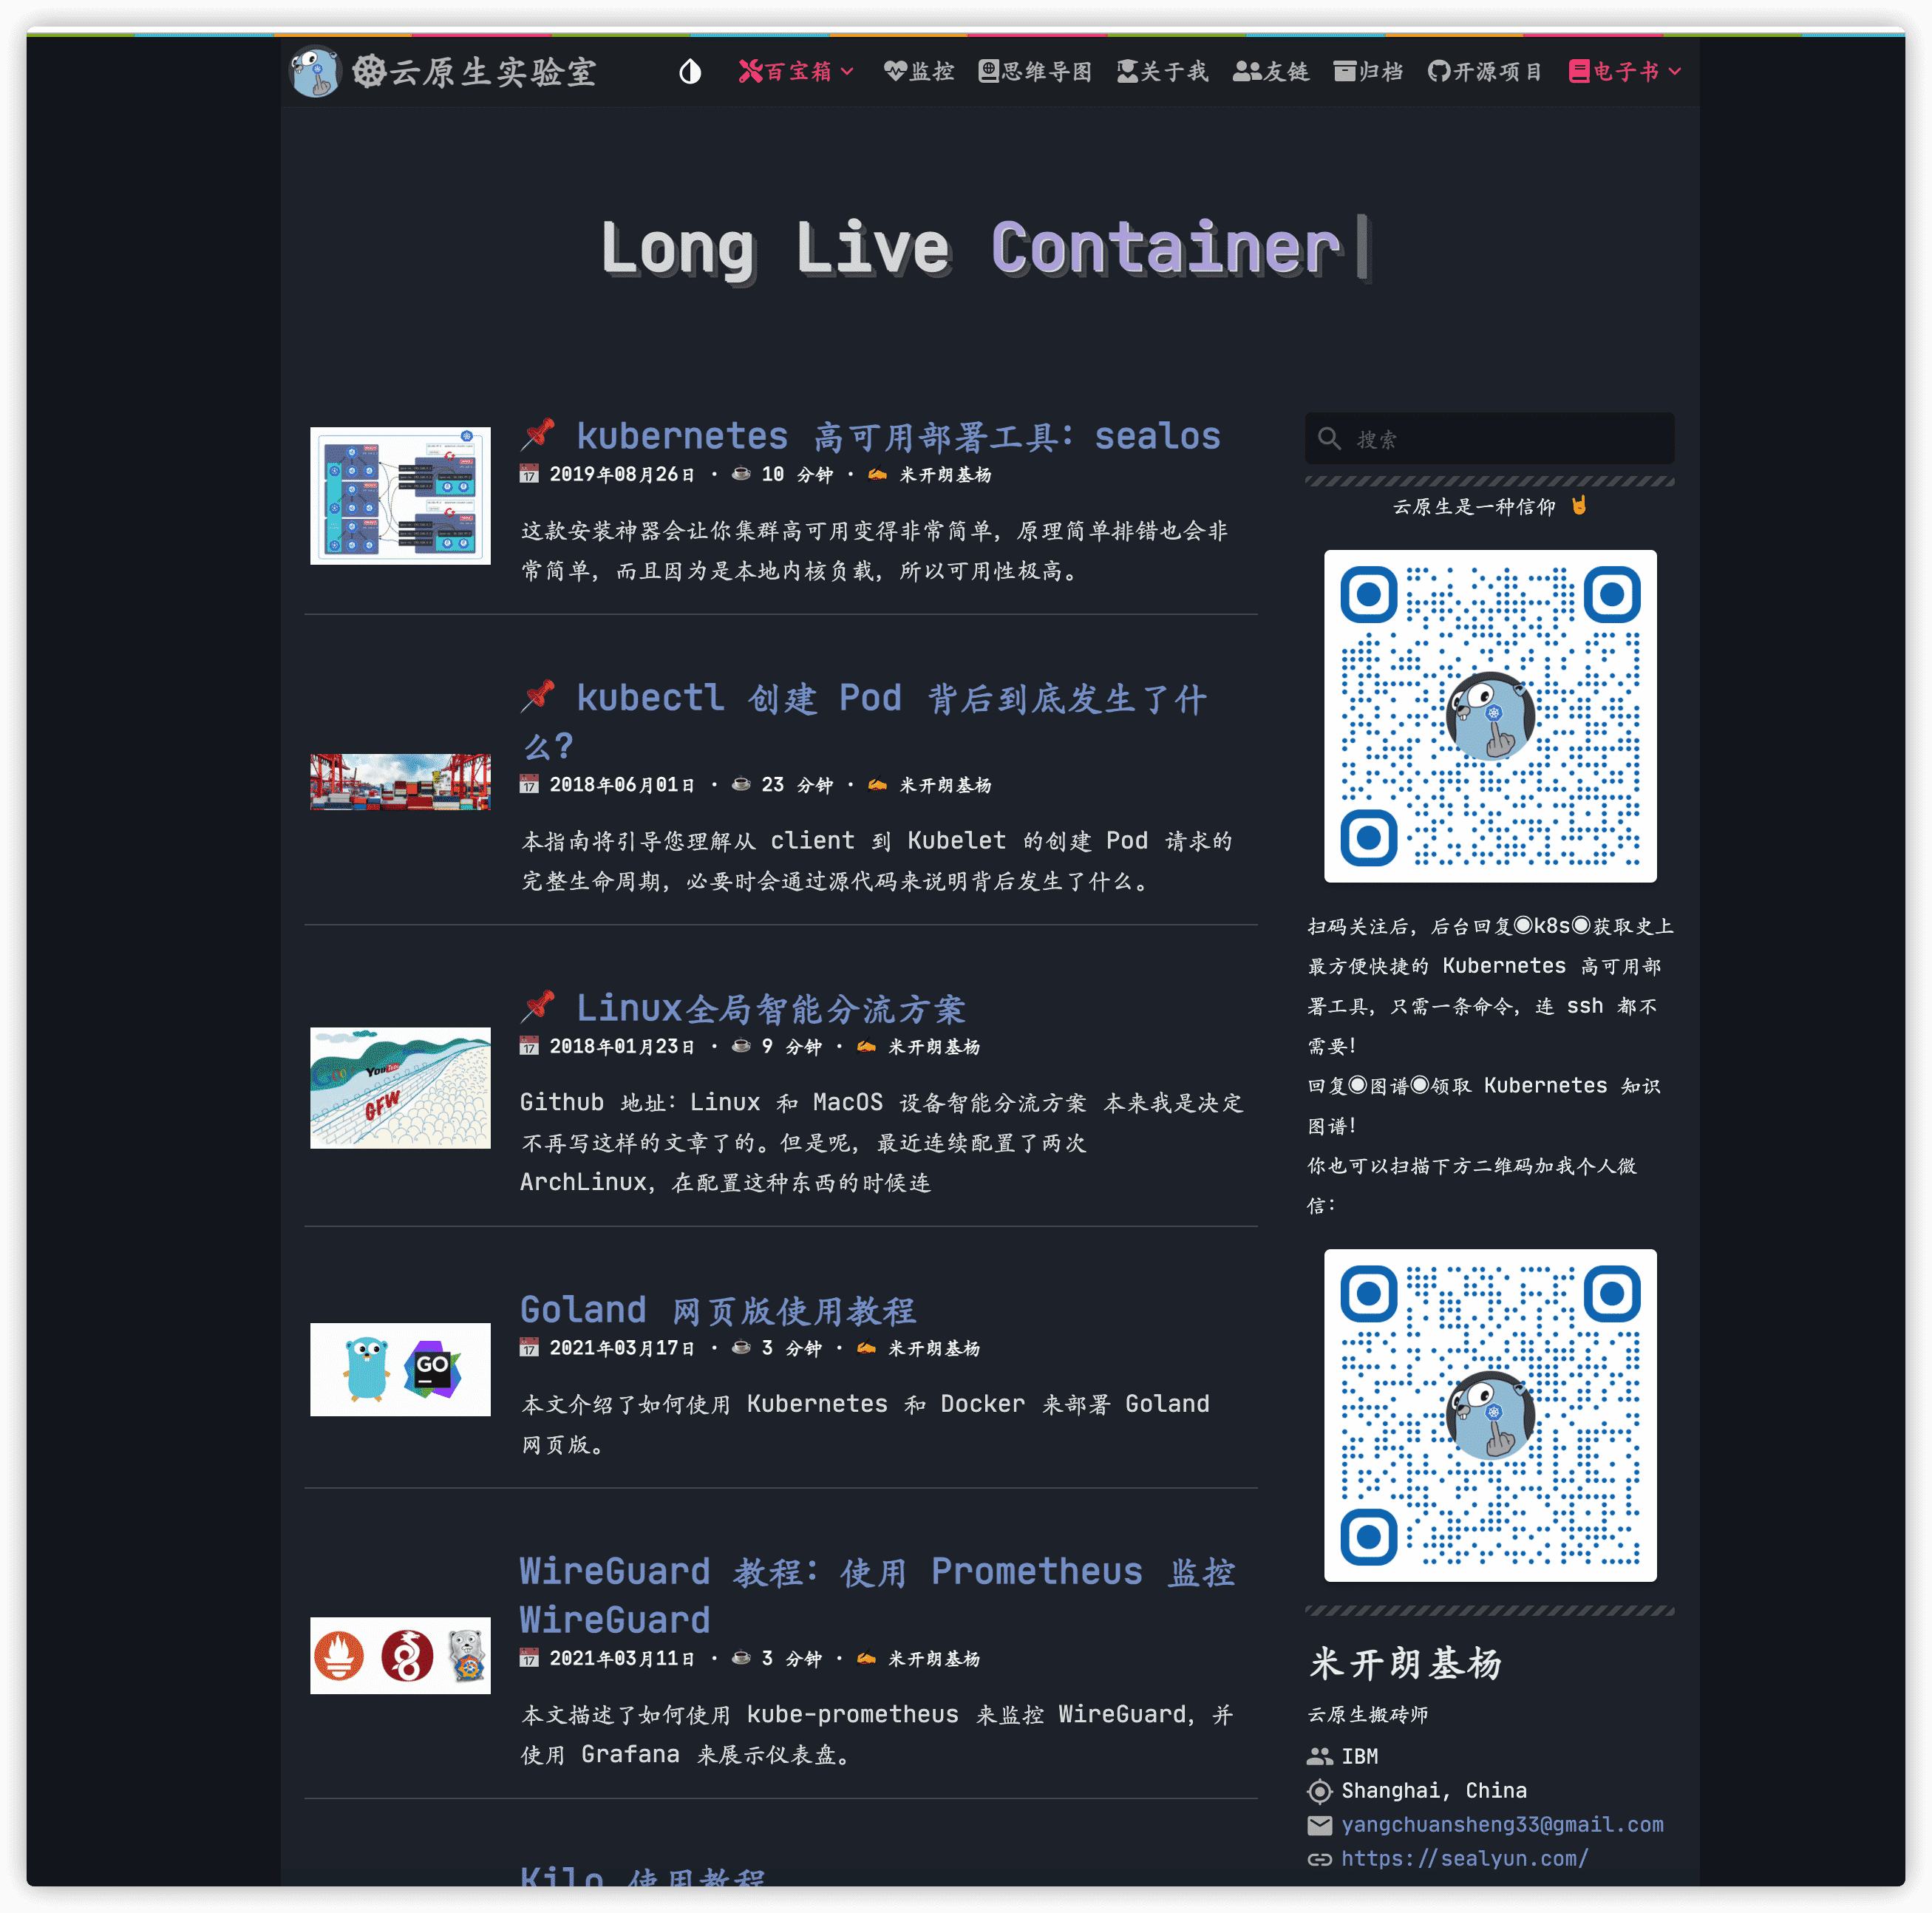 云原生实验室
百宝箱 监控 思维导图 关于我 友链 归档 开源项目 电子书
Long Live Container
kubernetes 高可用部署工具：sealos
2019年08月26日 · 10 分钟 · 米开朗基杨
这款安装神器会让你集群高可用变得非常简单，原理简单排错也会非
常简单，而且因为是本地内核负载，所以可用性极高。
kubectl 创建 Pod 背后到底发生了什
么?
2018年06月01日 · 23 分钟 · 米开朗基杨
本指南将引导您理解从 client 到 Kubelet 的创建 Pod 请求的
完整生命周期，必要时会通过源代码来说明背后发生了什么。
Google
YouTube
GFW
Linux全局智能分流方案
2018年01月23日 · 9 分钟 · 米开朗基杨
Github 地址：Linux 和 MacOS 设备智能分流方案 本来我是决定
不再写这样的文章了的。但是呢，最近连续配置了两次
ArchLinux，在配置这种东西的时候连
GO
Goland 网页版使用教程
2021年03月17日 · 3 分钟 · 米开朗基杨
本文介绍了如何使用 Kubernetes 和 Docker 来部署 Goland
网页版。
WireGuard 教程：使用 Prometheus 监控
WireGuard
2021年03月11日 · 3 分钟 · 米开朗基杨
本文描述了如何使用 kube-prometheus 来监控 WireGuard，并
使用 Grafana 来展示仪表盘。
Kilo 使用教程
搜索
云原生是一种信仰 🤘
扫码关注后，后台回复◉k8s◉获取史上
最方便快捷的 Kubernetes 高可用部
署工具，只需一条命令，连 ssh 都不
需要!
回复◉图谱◉领取 Kubernetes 知识
图谱!
你也可以扫描下方二维码加我个人微
信：
米开朗基杨
云原生搬砖师
IBM
Shanghai, China
yangchuansheng33@gmail.com
https://sealyun.com/